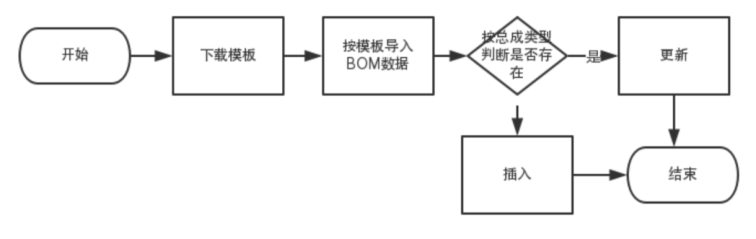 开始
下载模板
按模板导入
BOM数据
按总成类型
判断是否存
在
是
更新
插入
结束